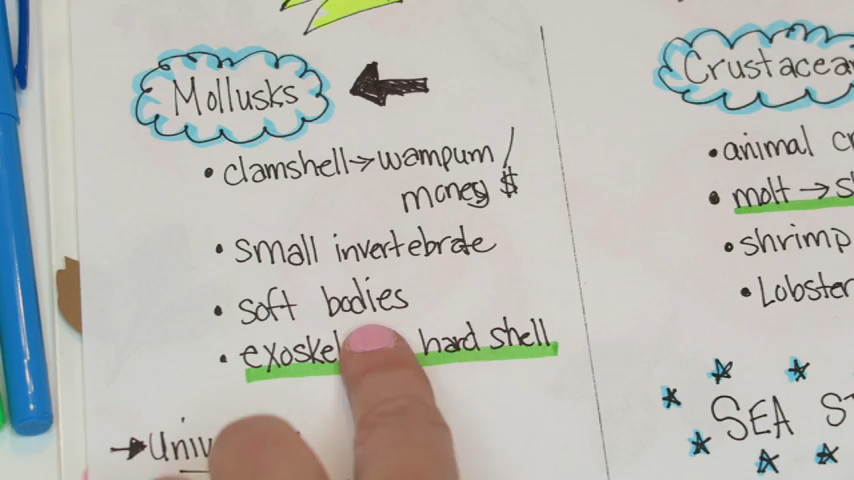 Mollusks
• clamshell → wampum /
money $
• small invertebrate
• soft bodies
• hard shell
Crustacea
• animal
• molt →
• shrimp
• Lobster
SEA